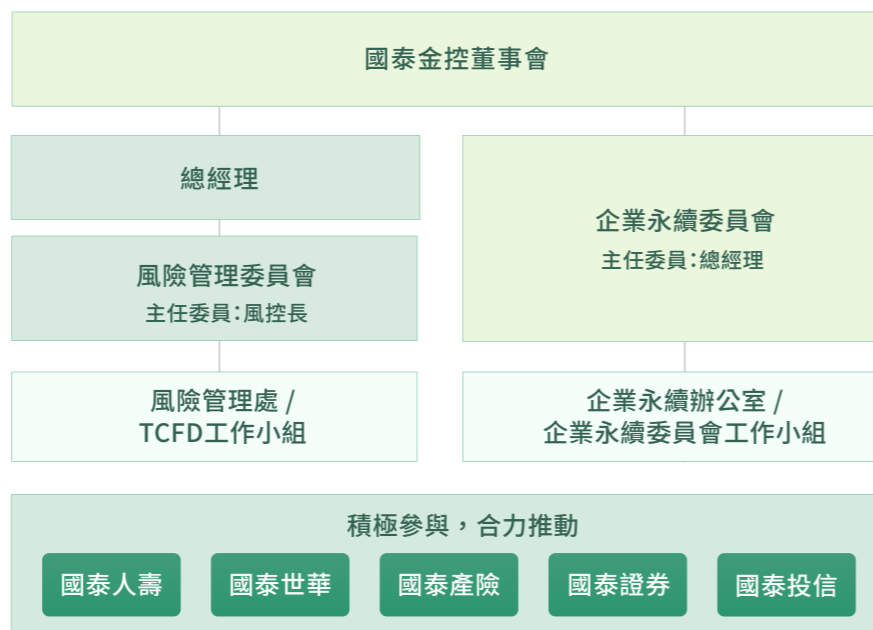 國泰金控董事會
總經理
風險管理委員會
主任委員:風控長
風險管理處 /
TCFD工作小組
企業永續委員會
主任委員:總經理
企業永續辦公室 /
企業永續委員會工作小組
積極參與，合力推動
國泰人壽
國泰世華
國泰產險
國泰證券
國泰投信